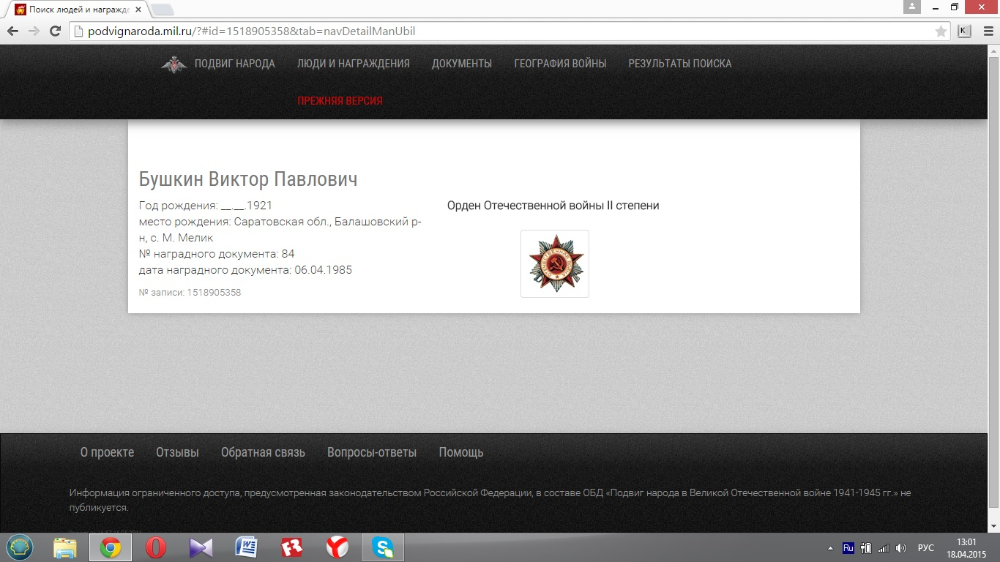 Поиск людей и награжде
podvignaroda.mil.ru/?#id=1518905358&tab=navDetailManUbil
K
ПОДВИГ НАРОДА ЛЮДИ И НАГРАЖДЕНИЯ ДОКУМЕНТЫ ГЕОГРАФИЯ ВОЙНЫ РЕЗУЛЬТАТЫ ПОИСКА
ПРЕЖНЯЯ ВЕРСИЯ
Бушкин Виктор Павлович
Год рождения: __.__.1921
место рождения: Саратовская обл., Балашовский р-
н, с. М. Мелик
№ наградного документа: 84
дата наградного документа: 06.04.1985
№ записи: 1518905358
Орден Отечественной войны II степени
ОТЕЧЕСТВЕННАЯ ВОЙНА
О проекте Отзывы Обратная связь Вопросы-ответы Помощь
Информация ограниченного доступа, предусмотренная законодательством Российской Федерации, в составе ОБД «Подвиг народа в Великой Отечественной войне 1941-1945 гг.» не
публикуется.
Ru РУС 13:01
18.04.2015